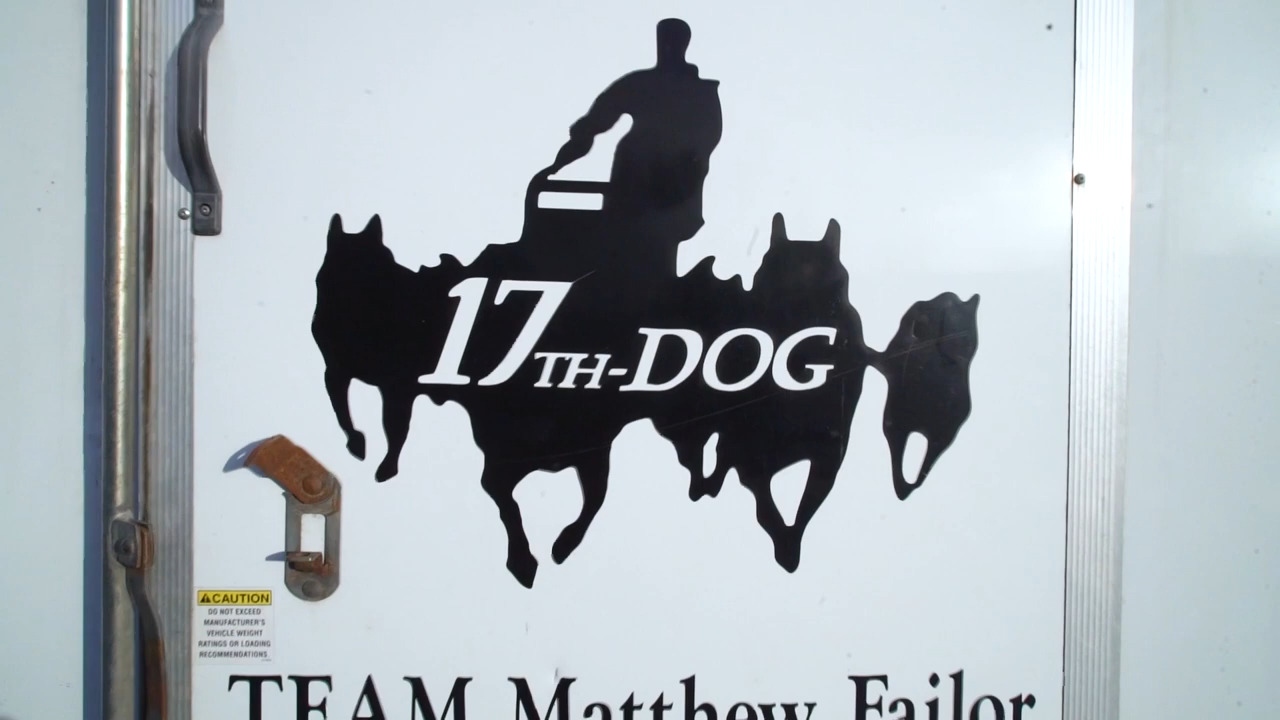 17TH-DOG
⚠CAUTION
DO NOT EXCEED
MANUFACTURER'S
VEHICLE WEIGHT
RATINGS OR LOADING
RECOMMENDATIONS
TEAM Matthew Failor